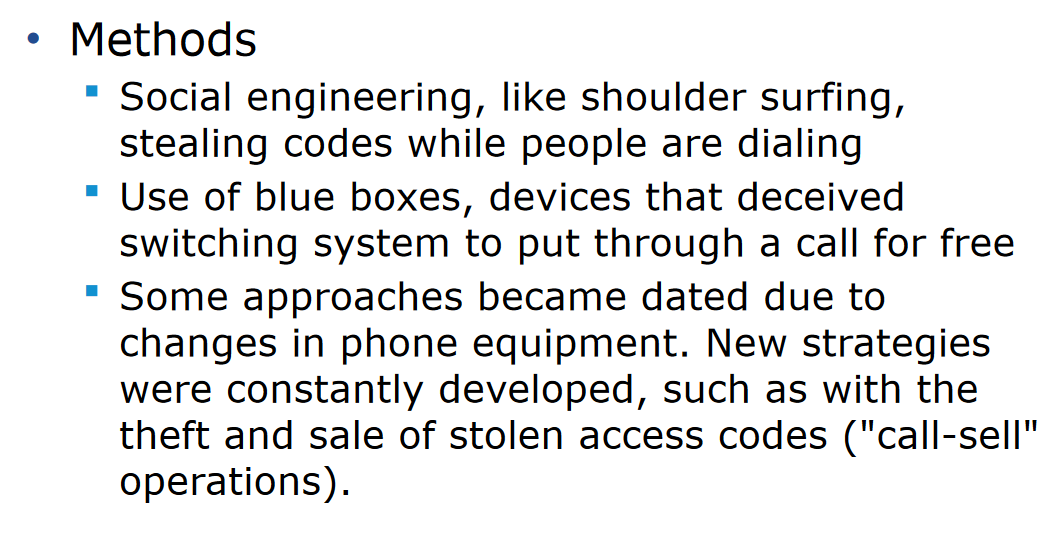 • Methods
▪ Social engineering, like shoulder surfing,
stealing codes while people are dialing
▪ Use of blue boxes, devices that deceived
switching system to put through a call for free
▪ Some approaches became dated due to
changes in phone equipment. New strategies
were constantly developed, such as with the
theft and sale of stolen access codes ("call-sell"
operations).